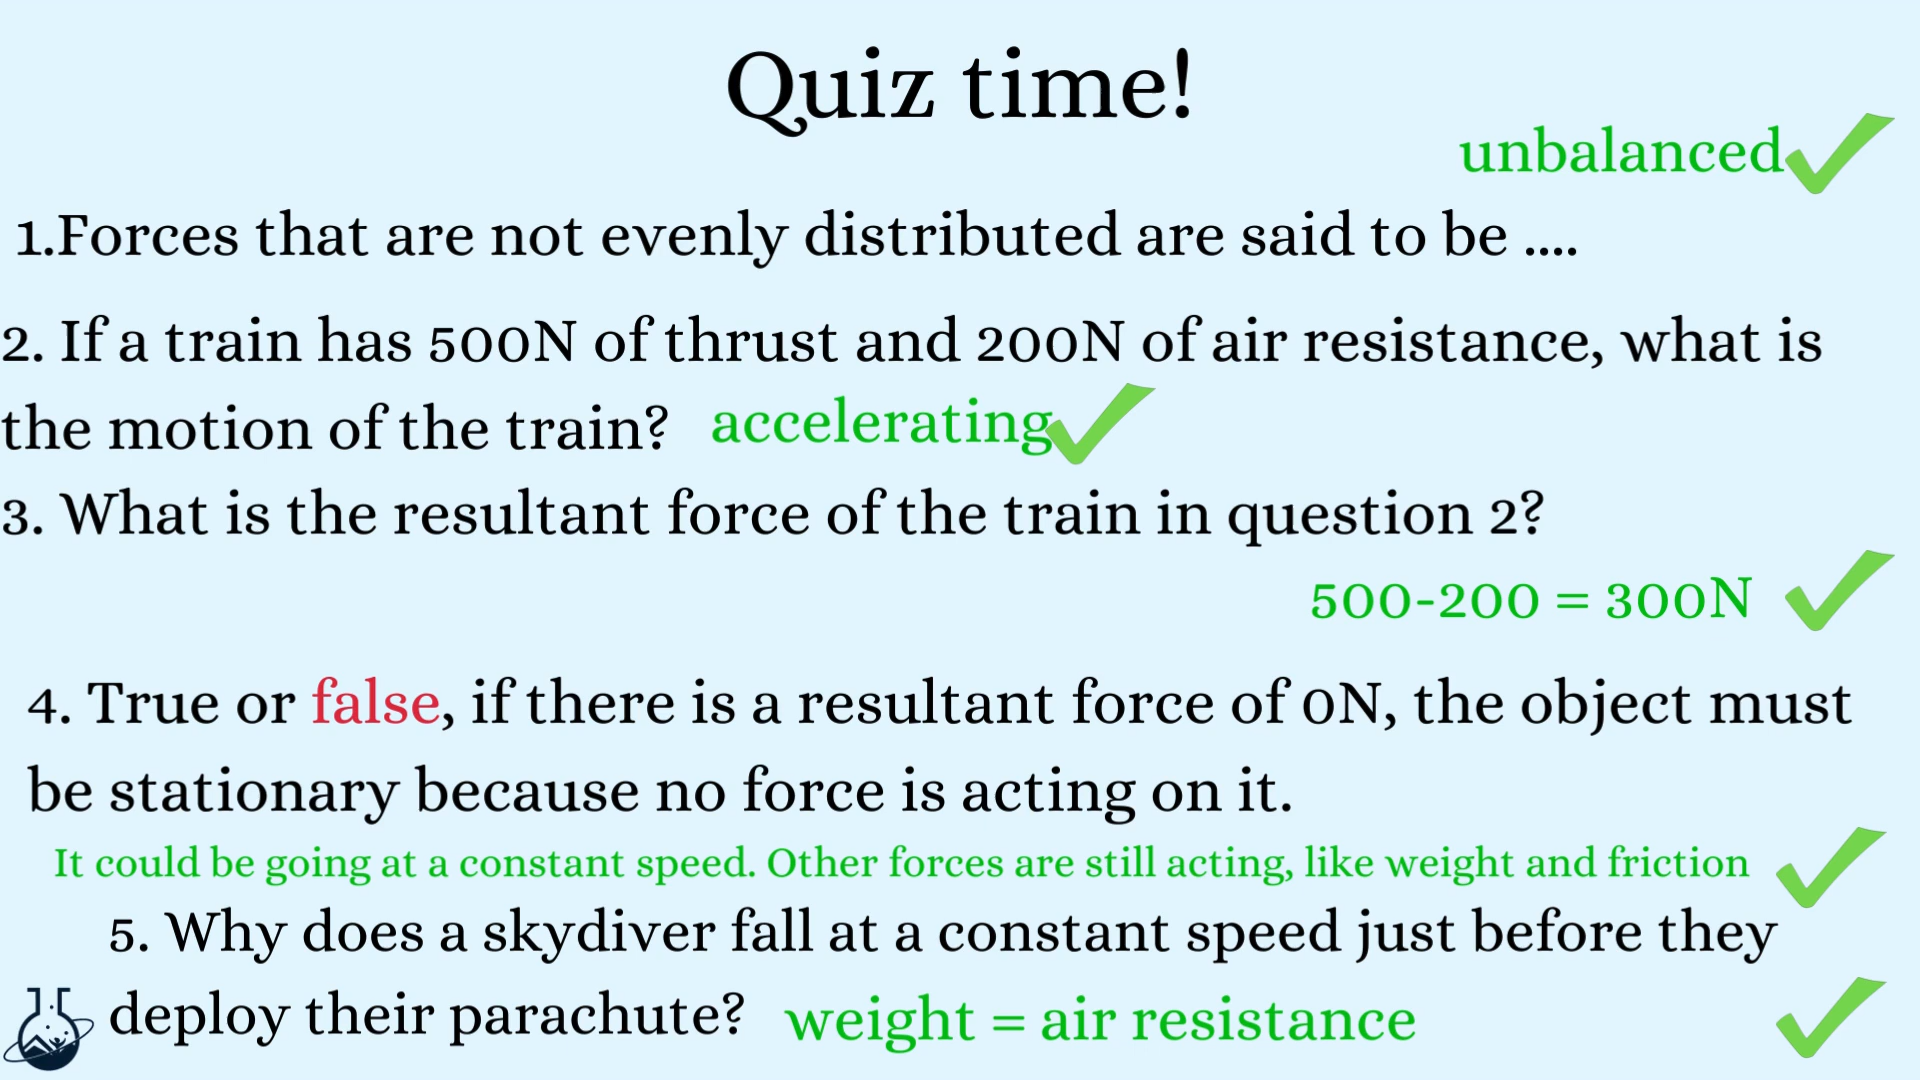 Quiz time!
unbalanced
1.Forces that are not evenly distributed are said to be ....
2. If a train has 500N of thrust and 200N of air resistance, what is
the motion of the train? accelerating
3. What is the resultant force of the train in question 2?
500-200 = 300N
4. True or false, if there is a resultant force of 0N, the object must
be stationary because no force is acting on it.
It could be going at a constant speed. Other forces are still acting, like weight and friction
5. Why does a skydiver fall at a constant speed just before they
deploy their parachute? weight = air resistance